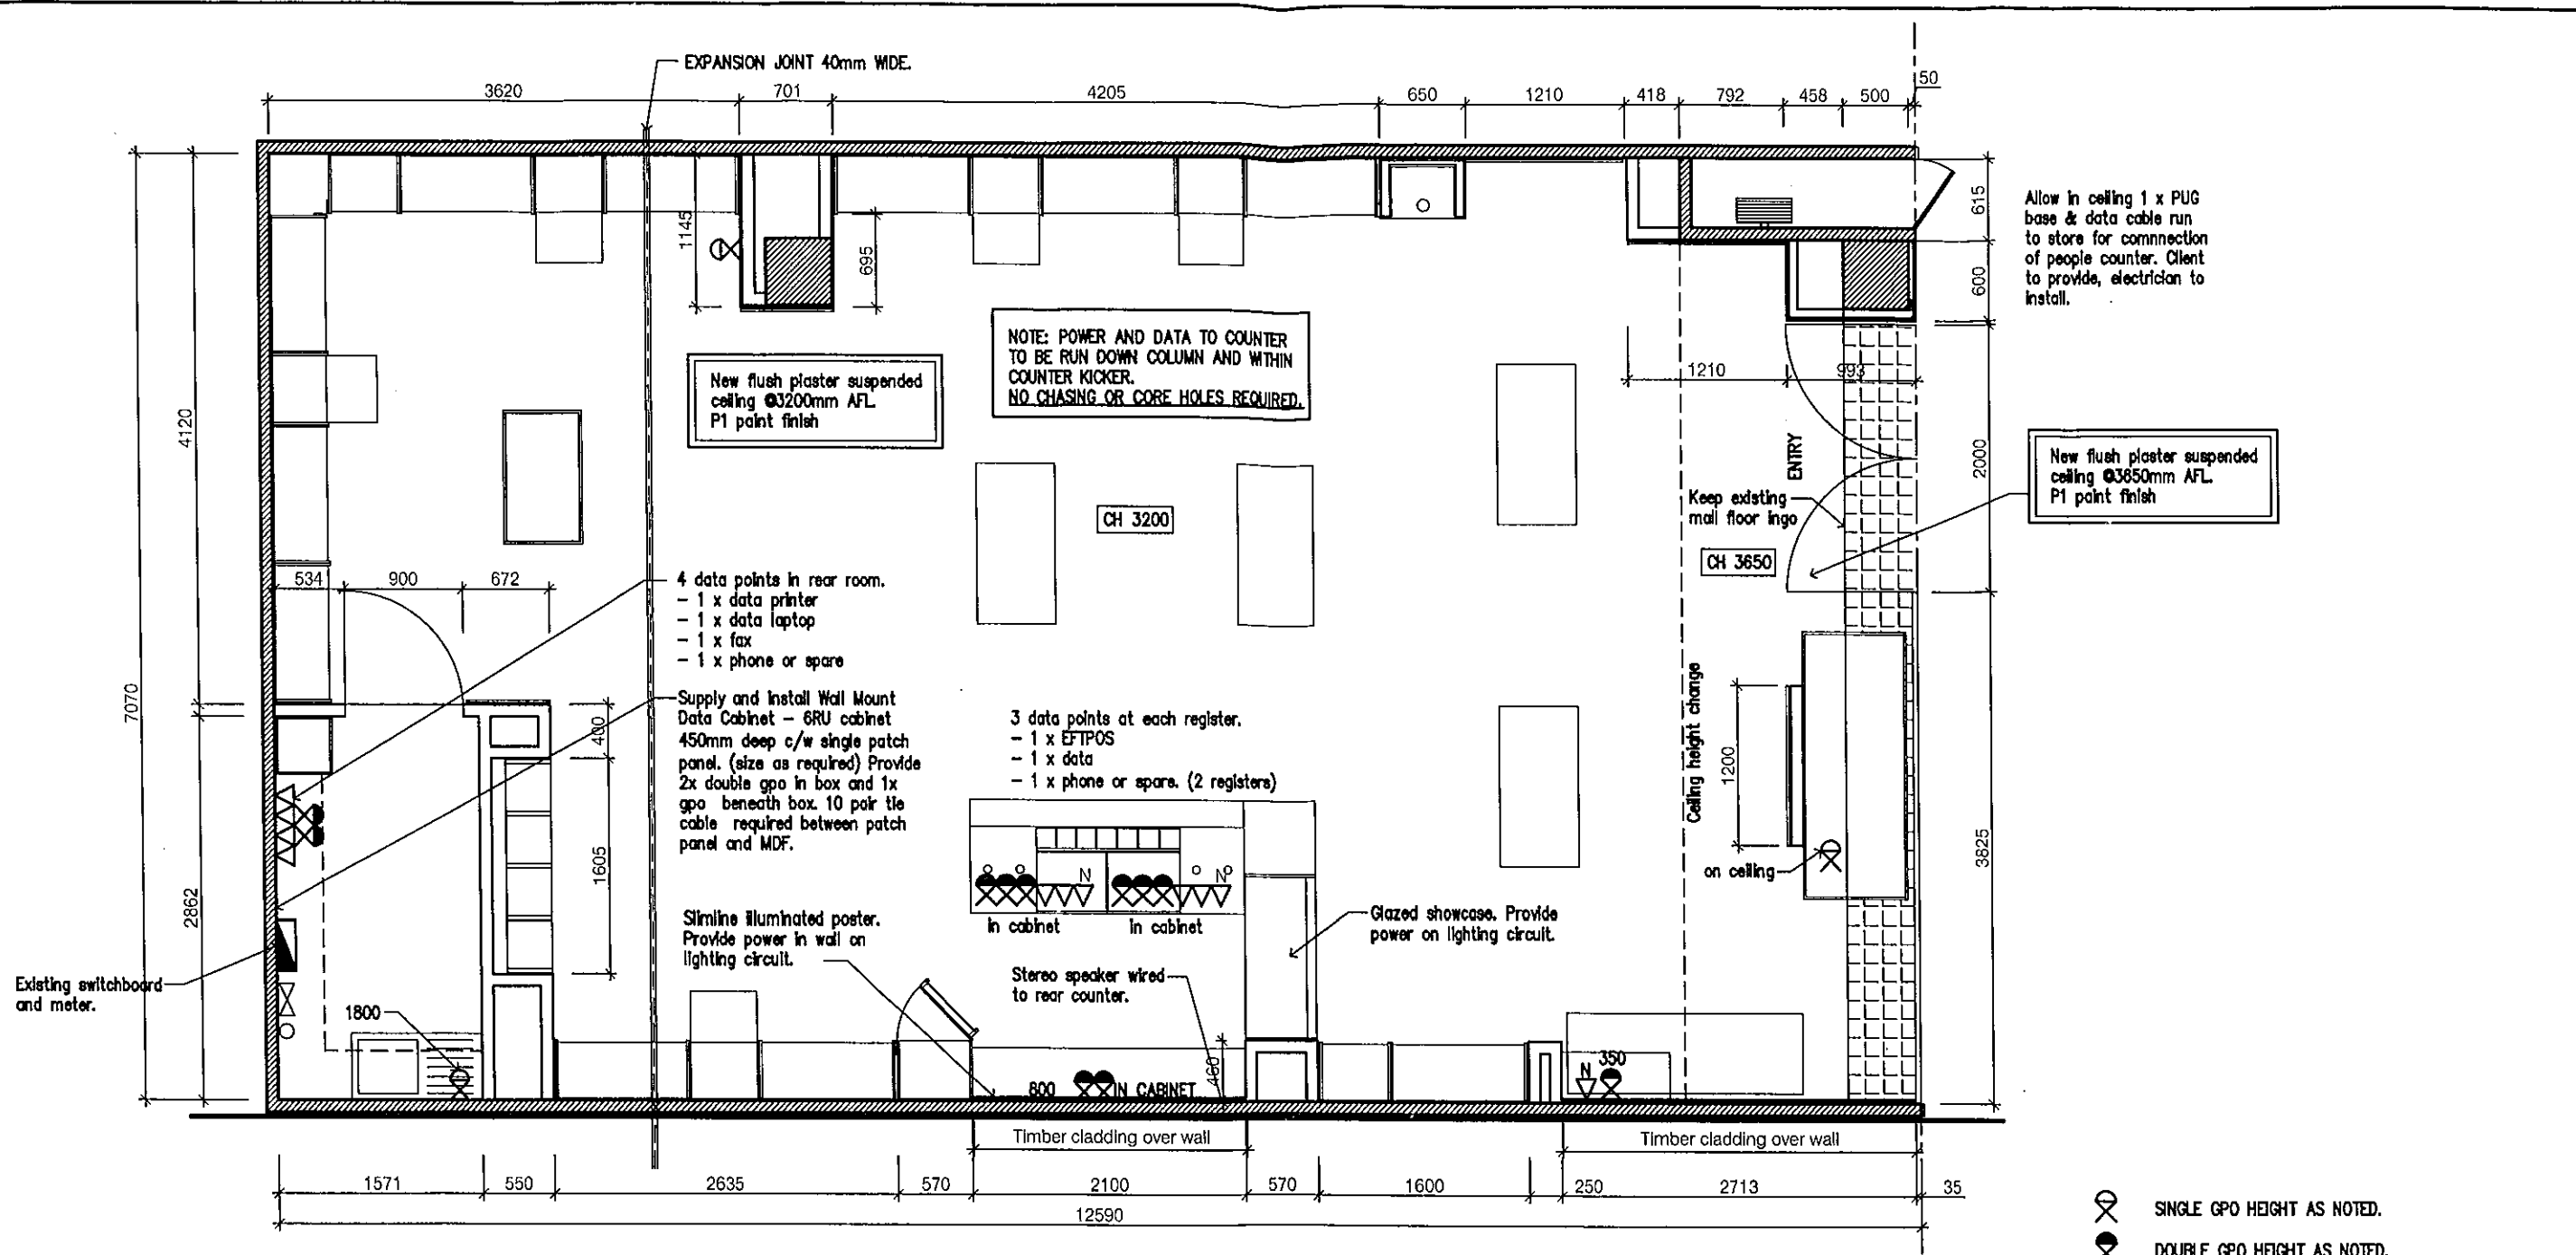 EXPANSION JOINT 40mm WIDE.
50
3620
701
4205
650
1210
418
792
458
500
615
600
2000
3825
Allow in ceiling 1 x PUG
base & data cable run
to store for comnnection
of people counter. Client
to provide, electrician to
install.
1145
695
NOTE: POWER AND DATA TO COUNTER
TO BE RUN DOWN COLUMN AND WITHIN
COUNTER KICKER.
NO CHASING OR CORE HOLES REQUIRED.
New flush plaster suspended
ceiling @3200mm AFL.
P1 paint finish
1210
993
ENTRY
New flush plaster suspended
ceiling @3650mm AFL.
P1 paint finish
Keep existing
mall floor ingo
CH 3200
CH 3650
4120
7070
2862
534
900
672
4 data points in rear room.
- 1 x data printer
- 1 x data laptop
- 1 x fax
- 1 x phone or spare
Supply and install Wall Mount
Data Cabinet - 6RU cabinet
450mm deep c/w single patch
panel. (size as required) Provide
2x double gpo in box and 1x
gpo beneath box. 10 pair tie
cable required between patch
panel and MDF.
400
1605
3 data points at each register.
- 1 x EFTPOS
- 1 x data
- 1 x phone or spare. (2 registers)
Ceiling height change
1200
on ceiling
N
N
in cabinet
in cabinet
Slimline illuminated poster.
Provide power in wall on
lighting circuit.
Glazed showcase. Provide
power on lighting circuit.
Stereo speaker wired
to rear counter.
Existing switchboard
and meter.
1800
460
800
IN CABINET
N
350
Timber cladding over wall
Timber cladding over wall
1571
550
2635
570
2100
570
1600
250
2713
35
12590
SINGLE GPO HEIGHT AS NOTED.
DOUBLE GPO HEIGHT AS NOTED.